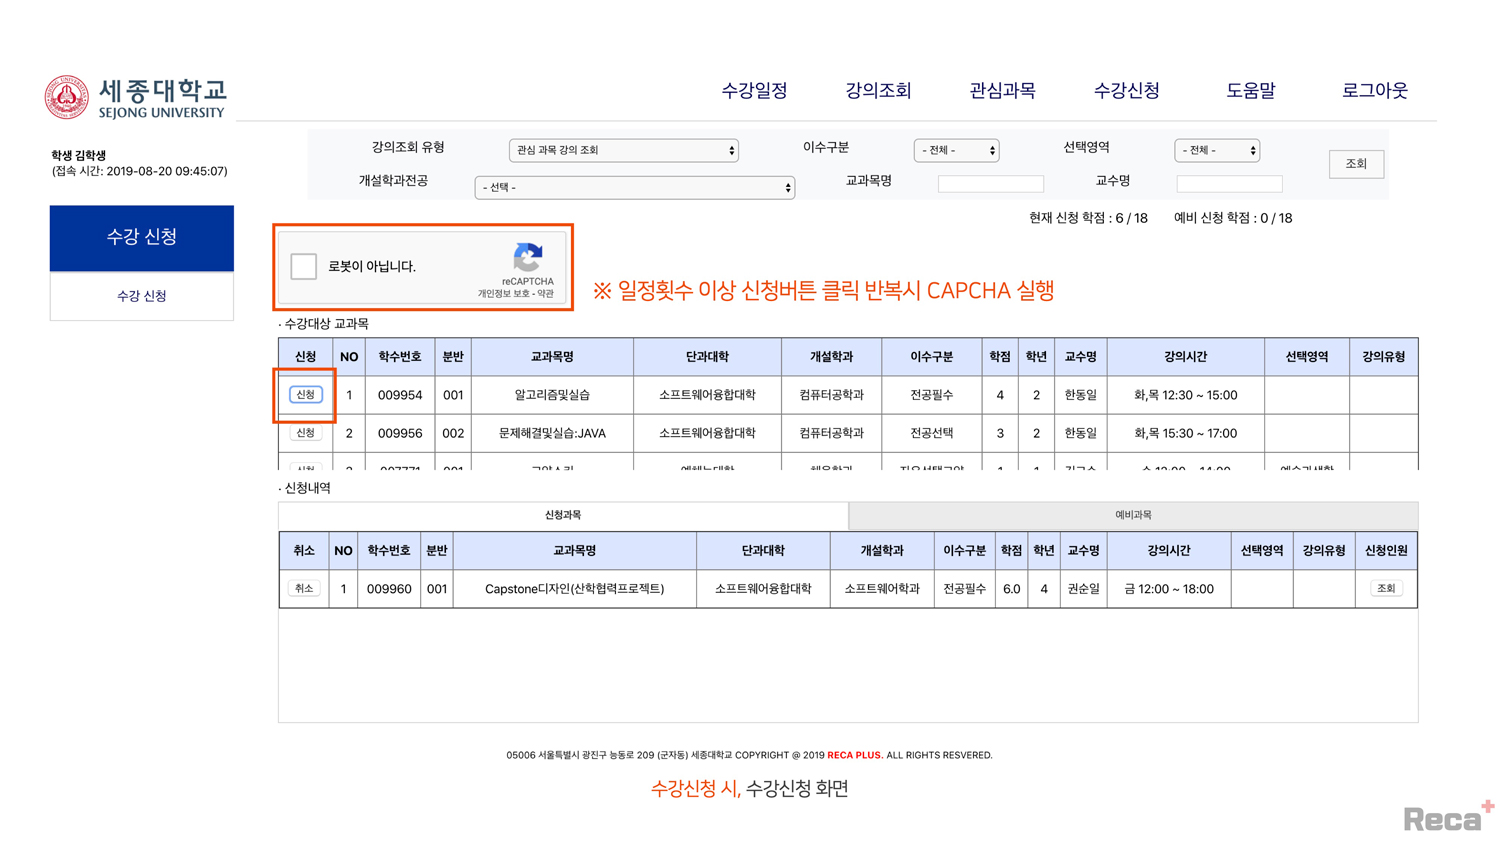 세종대학교
SEJONG UNIVERSITY
수강일정 강의조회 관심과목 수강신청 도움말 로그아웃
학생 김학생
(접속 시간: 2019-08-20 09:45:07)
수강 신청
수강 신청
강의조회 유형 관심 과목 강의 조회 이수구분 - 전체 - 선택영역 - 전체 - 조회
개설학과전공 - 선택 - 교과목명 교수명
현재 신청 학점 : 6 / 18 예비 신청 학점 : 0 / 18
로봇이 아닙니다.
reCAPTCHA
개인정보 보호 - 약관
※ 일정횟수 이상 신청버튼 클릭 반복시 CAPCHA 실행
· 수강대상 교과목
신청 NO 학수번호 분반 교과목명 단과대학 개설학과 이수구분 학점 학년 교수명 강의시간 선택영역 강의유형
신청 1 009954 001 알고리즘및실습 소프트웨어융합대학 컴퓨터공학과 전공필수 4 2 한동일 화,목 12:30 ~ 15:00
신청 2 009956 002 문제해결및실습:JAVA 소프트웨어융합대학 컴퓨터공학과 전공선택 3 2 한동일 화,목 15:30 ~ 17:00
· 신청내역
신청과목 예비과목
취소 NO 학수번호 분반 교과목명 단과대학 개설학과 이수구분 학점 학년 교수명 강의시간 선택영역 강의유형 신청인원
취소 1 009960 001 Capstone디자인(산학협력프로젝트) 소프트웨어융합대학 소프트웨어학과 전공필수 6.0 4 권순일 금 12:00 ~ 18:00 조회
05006 서울특별시 광진구 능동로 209 (군자동) 세종대학교 COPYRIGHT @ 2019 RECA PLUS. ALL RIGHTS RESVERED.
수강신청 시, 수강신청 화면
Reca+